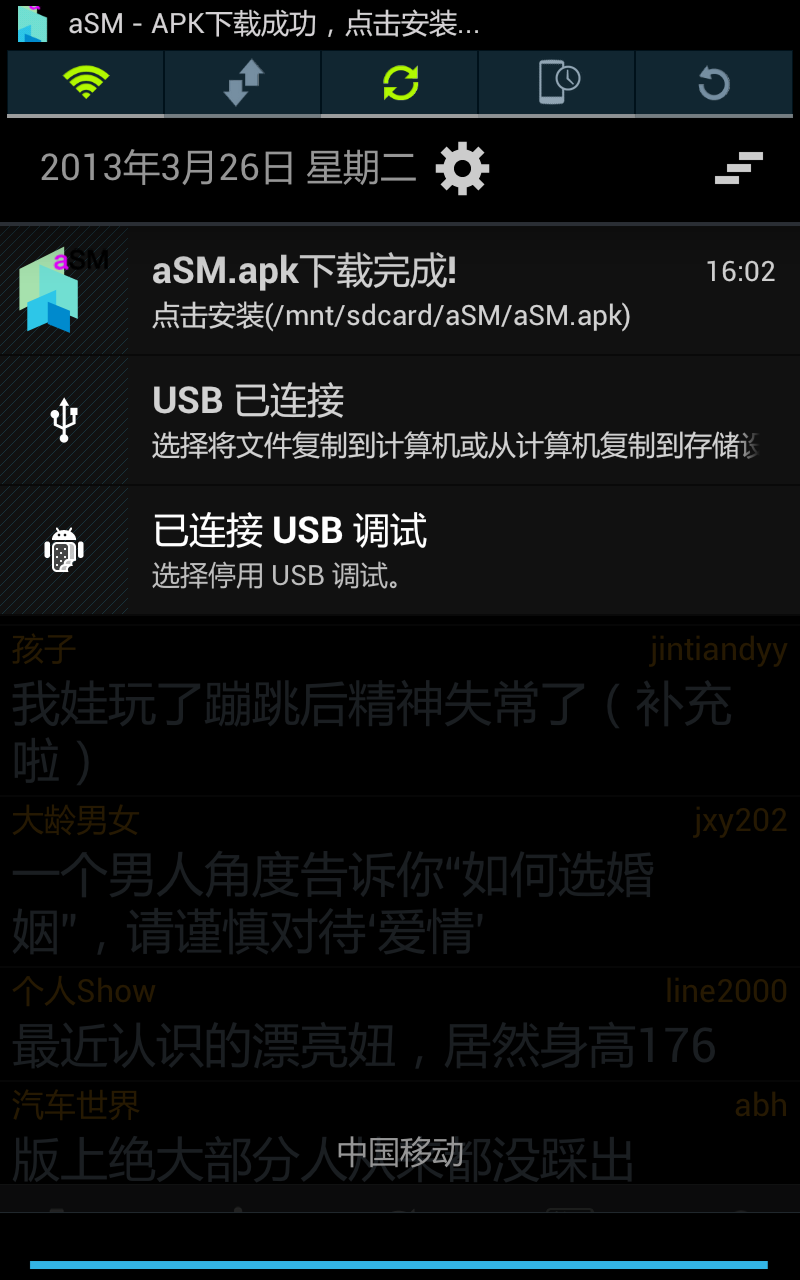 aSM - APK下载成功，点击安装...
2013年3月26日 星期二
aSM
aSM.apk下载完成!
16:02
点击安装(/mnt/sdcard/aSM/aSM.apk)
USB 已连接
选择将文件复制到计算机或从计算机复制到存储设
已连接 USB 调试
选择停用 USB 调试。
孩子
jintiandyy
我娃玩了蹦跳后精神失常了（补充
啦）
大龄男女
jxy202
一个男人角度告诉你“如何选婚
姻”，请谨慎对待‘爱情’
个人Show
line2000
最近认识的漂亮妞，居然身高176
汽车世界
abh
版上绝大部分人从来都没踩出
中国移动